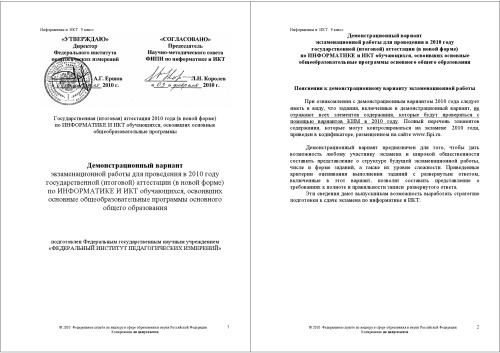 Информатика и ИКТ. 9 класс
«УТВЕРЖДАЮ»
Директор
Федерального института
педагогических измерений
А.Г. Ершов
2010 г.
«СОГЛАСОВАНО»
Председатель
Научно-методического совета
ФИПИ по информатике и ИКТ
Л.Н. Королев
«03» февраля 2010 г.
Государственная (итоговая) аттестация 2010 года (в новой форме)
по ИНФОРМАТИКЕ И ИКТ обучающихся, освоивших основные
общеобразовательные программы
Демонстрационный вариант
экзаменационной работы для проведения в 2010 году
государственной (итоговой) аттестации (в новой форме)
по ИНФОРМАТИКЕ И ИКТ обучающихся, освоивших
основные общеобразовательные программы основного
общего образования
подготовлен Федеральным государственным научным учреждением
«ФЕДЕРАЛЬНЫЙ ИНСТИТУТ ПЕДАГОГИЧЕСКИХ ИЗМЕРЕНИЙ»
© 2010 Федеральная служба по надзору в сфере образования и науки Российской Федерации
Копирование не допускается
1
Информатика и ИКТ. 9 класс
Демонстрационный вариант
экзаменационной работы для проведения в 2010 году
государственной (итоговой) аттестации (в новой форме)
по ИНФОРМАТИКЕ И ИКТ обучающихся, освоивших основные
общеобразовательные программы основного общего образования
Пояснения к демонстрационному варианту экзаменационной работы
При ознакомлении с демонстрационным вариантом 2010 года следует
иметь в виду, что задания, включённые в демонстрационный вариант, не
отражают всех элементов содержания, которые будут проверяться с
помощью вариантов КИМ в 2010 году. Полный перечень элементов
содержания, которые могут контролироваться на экзамене 2010 года,
приведен в кодификаторе, размещенном на сайте www.fipi.ru.
Демонстрационный вариант предназначен для того, чтобы дать
возможность любому участнику экзамена и широкой общественности
составить представление о структуре будущей экзаменационной работы,
числе и форме заданий, а также их уровне сложности. Приведенные
критерии оценивания выполнения заданий с развернутым ответом,
включенные в этот вариант, позволят составить представление о
требованиях к полноте и правильности записи развернутого ответа.
Эти сведения дают выпускникам возможность выработать стратегию
подготовки к сдаче экзамена по информатике и ИКТ.
© 2010 Федеральная служба по надзору в сфере образования и науки Российской Федерации
Копирование не допускается
2